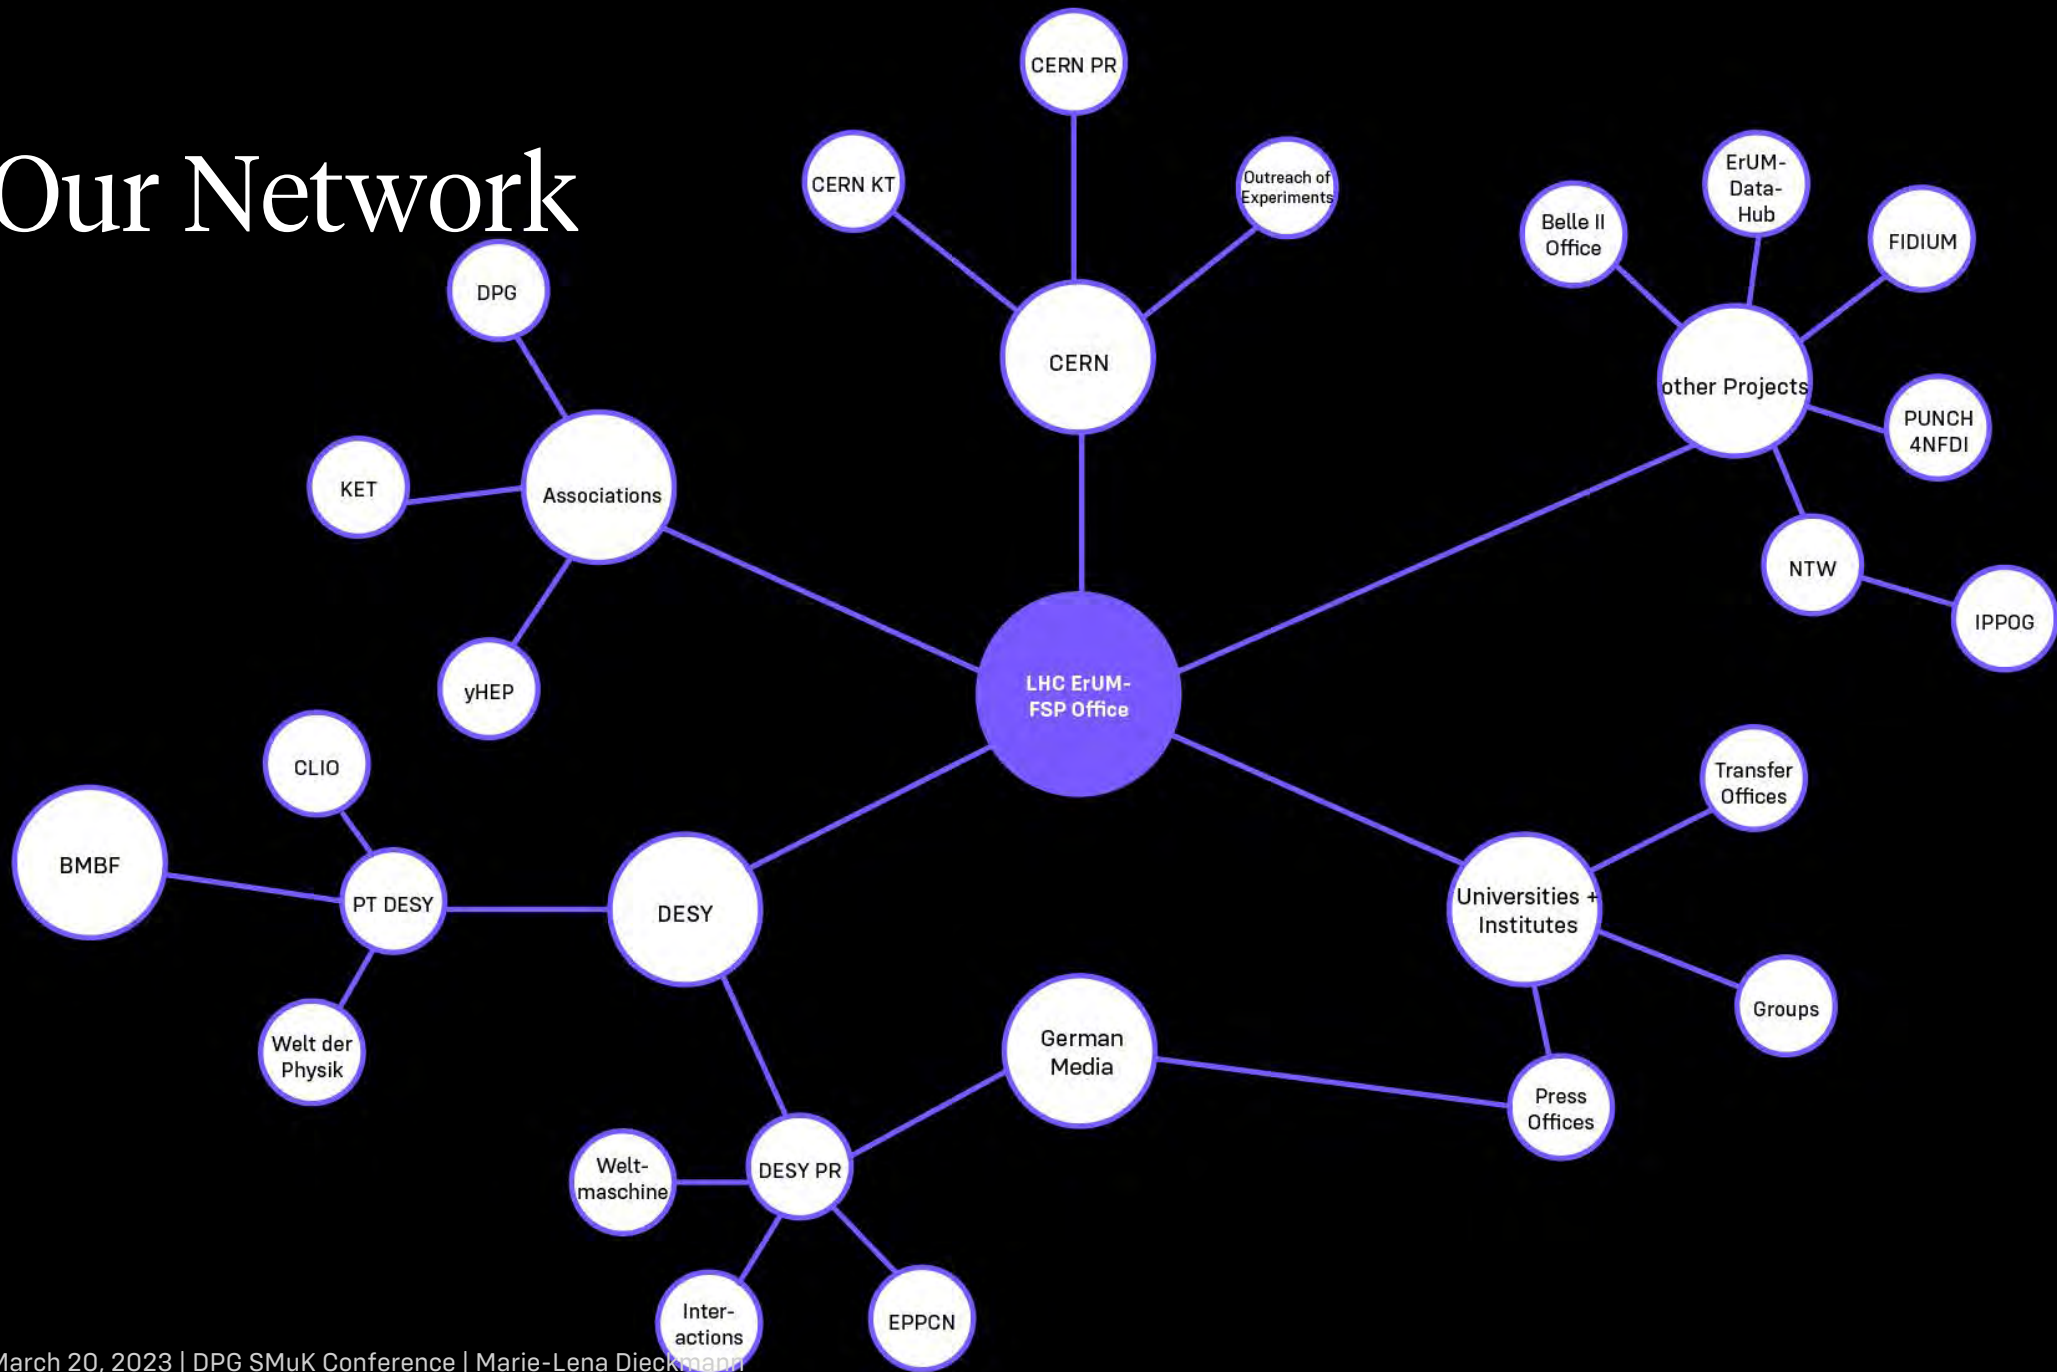 Our Network
CERN PR
CERN KT
Outreach of
Experiments
CERN
ErUM-
Data-
Hub
Belle II
Office
FIDIUM
other Projects
PUNCH
4NFDI
NTW
IPPOG
DPG
KET
Associations
yHEP
LHC ErUM-
FSP Office
CLIO
BMBF
PT DESY
DESY
Welt der
Physik
Transfer
Offices
Universities +
Institutes
Groups
Press
Offices
German
Media
DESY PR
Welt-
maschine
Inter-
actions
EPPCN
March 20, 2023 | DPG SMuK Conference | Marie-Lena Dieckmann